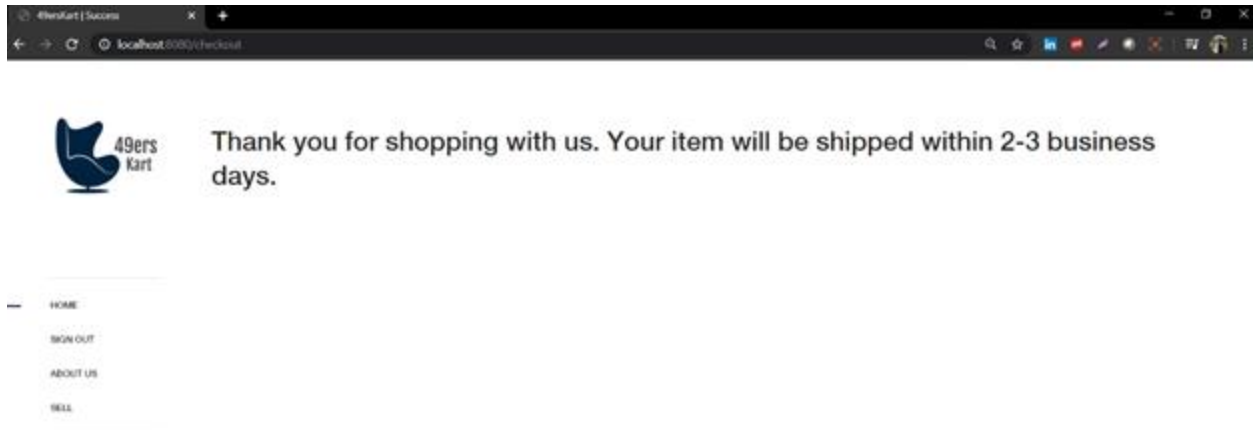 49ersKart | Success
localhost:8080/checkout
49ers
Kart
Thank you for shopping with us. Your item will be shipped within 2-3 business
days.
HOME
SIGN OUT
ABOUT US
SELL